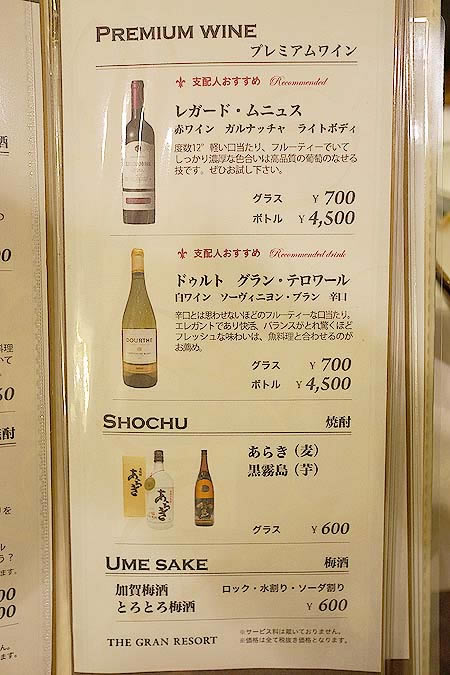 PREMIUM WINE
プレミアムワイン
支配人おすすめ Recommended
レガード・ムニュス
赤ワイン ガルナッチャ ライトボディ
度数12° 軽い口当たり、フルーティーでいて
しっかり濃厚な色合いは高品質の葡萄のなせる
技です。ぜひお試し下さい。
グラス ¥ 700
ボトル ¥ 4,500
支配人おすすめ Recommended drink
ドゥルト グラン・テロワール
白ワイン ソーヴィニヨン・ブラン 辛口
辛口とは思わないほどのフルーティーな口当たり。
エレガントであり快活、バランスがとれ驚くほど
フレッシュな味わいは、魚料理と合わせるのが
お薦め。
DOURTHE
グラス ¥ 700
ボトル ¥ 4,500
SHOCHU
焼酎
あらき（麦）
黒霧島（芋）
あらき
グラス ¥ 600
UME SAKE
梅酒
加賀梅酒 ロック・水割り・ソーダ割り
とろとろ梅酒 ¥ 600
THE GRAN RESORT
※サービス料は戴いておりません。
※価格は全て税抜き価格となります。